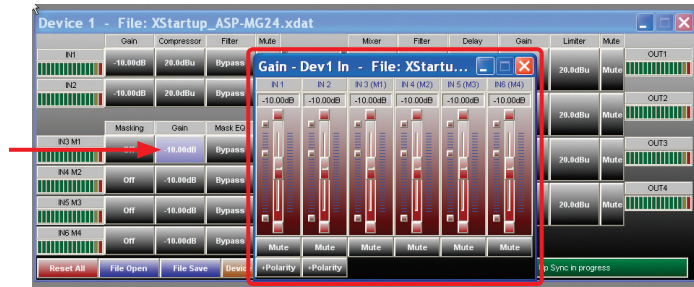 Device 1 - File: XStartup_ASP-MG24.xdat
Gain Compressor Filter Mute Mixer Filter Delay Gain Limiter Mute
IN1 -10.00dB 20.0dBu Bypass 20.0dBu Mute OUT1
IN2 -10.00dB 20.0dBu Bypass 20.0dBu Mute OUT2
Masking Gain Mask EQ
IN3 M1 Off -10.00dB Bypass 20.0dBu Mute OUT3
IN4 M2 Off -10.00dB Bypass
IN5 M3 Off -10.00dB Bypass 20.0dBu Mute OUT4
IN6 M4 Off -10.00dB Bypass
Reset All File Open File Save Sync in progress
Gain - Dev1 In - File: XStartu...
IN 1 IN 2 IN 3 (M1) IN 4 (M2) IN 5 (M3) IN6 (M4)
-10.00dB -10.00dB -10.00dB -10.00dB -10.00dB -10.00dB
Mute Mute Mute Mute Mute Mute
+Polarity +Polarity